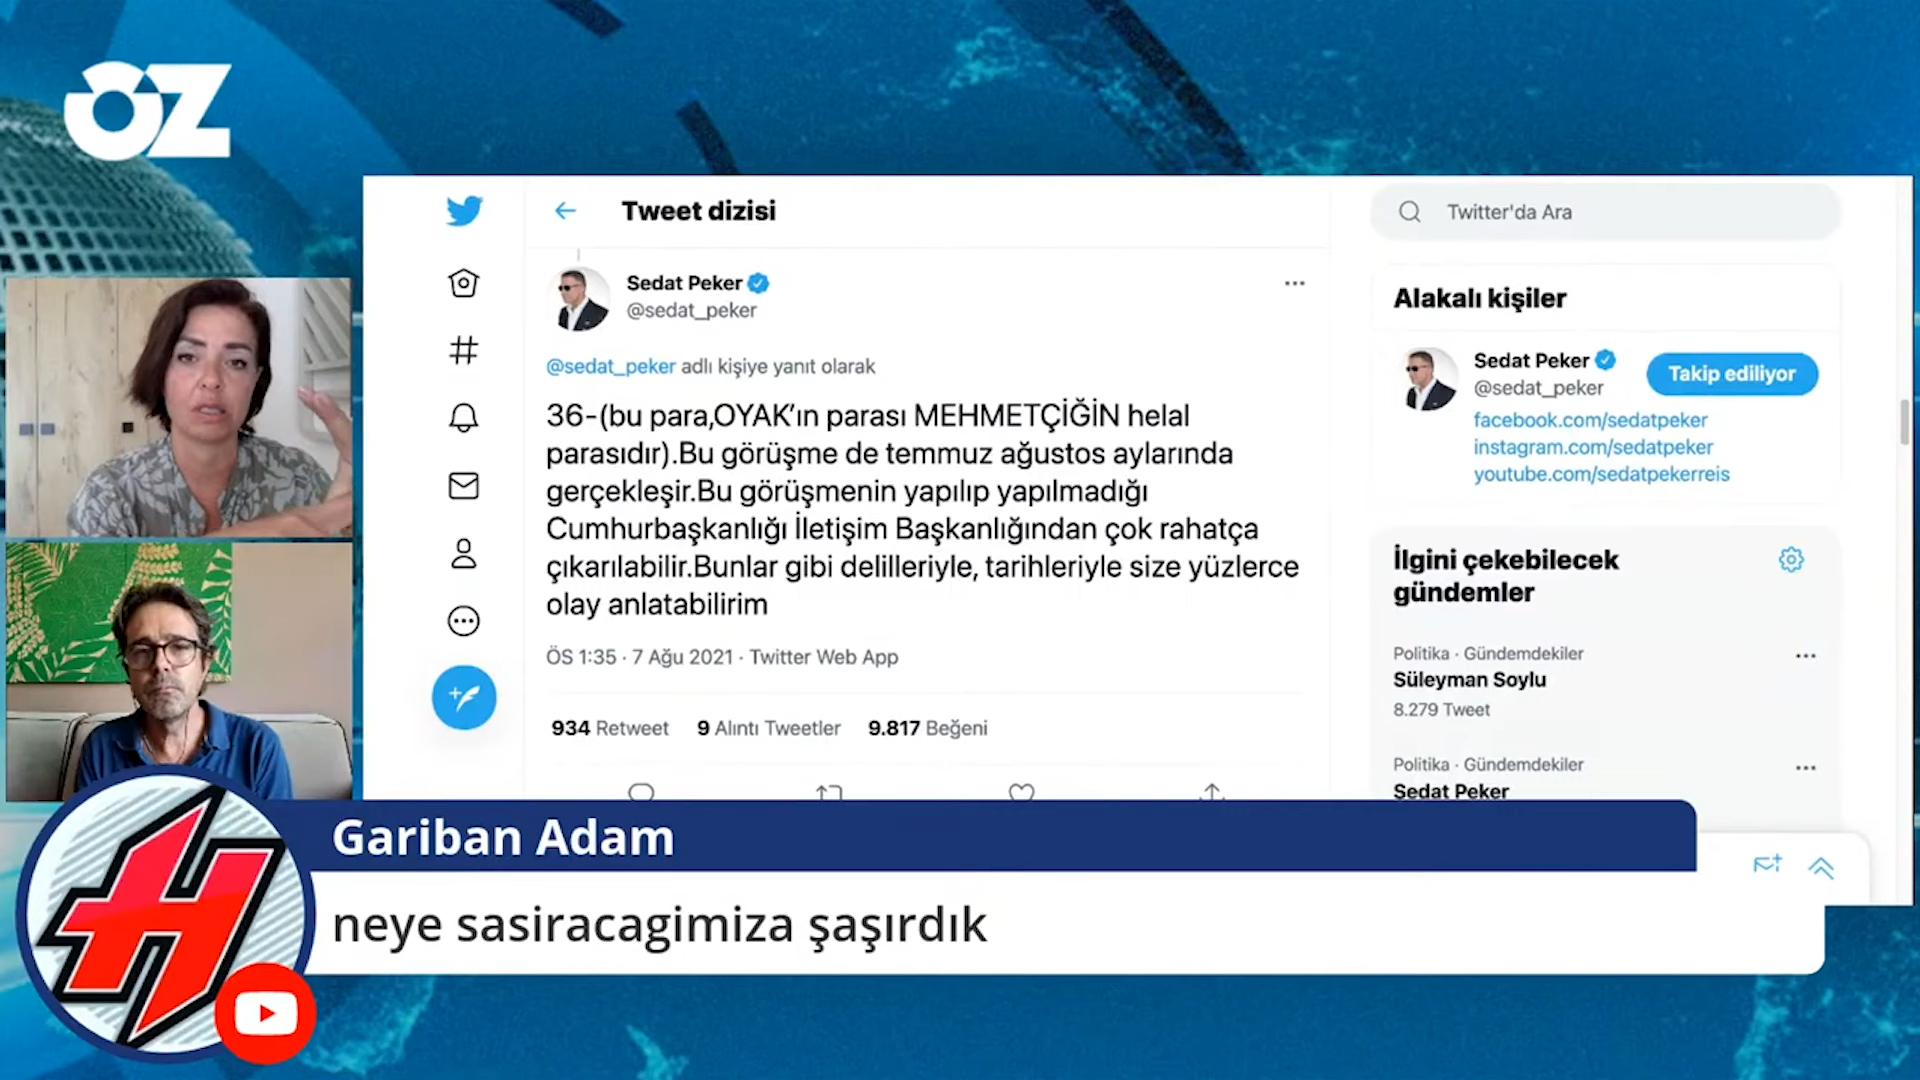 ÖZ
Tweet dizisi
Sedat Peker
@sedat_peker
@sedat_peker adlı kişiye yanıt olarak
36-(bu para,OYAK’ın parası MEHMETÇİĞİN helal
parasıdır).Bu görüşme de temmuz ağustos aylarında
gerçekleşir.Bu görüşmenin yapılıp yapılmadığı
Cumhurbaşkanlığı İletişim Başkanlığından çok rahatça
çıkarılabilir.Bunlar gibi delilleriyle, tarihleriyle size yüzlerce
olay anlatabilirim
ÖS 1:35 · 7 Ağu 2021 · Twitter Web App
934 Retweet 9 Alıntı Tweetler 9.817 Beğeni
Twitter'da Ara
Alakalı kişiler
Sedat Peker
@sedat_peker
Takip ediliyor
facebook.com/sedatpeker
instagram.com/sedatpeker
youtube.com/sedatpekerreis
İlgini çekebilecek
gündemler
Politika · Gündemdekiler
Süleyman Soylu
8.279 Tweet
Politika · Gündemdekiler
Sedat Peker
Gariban Adam
neye sasiracagimiza şaşırdık